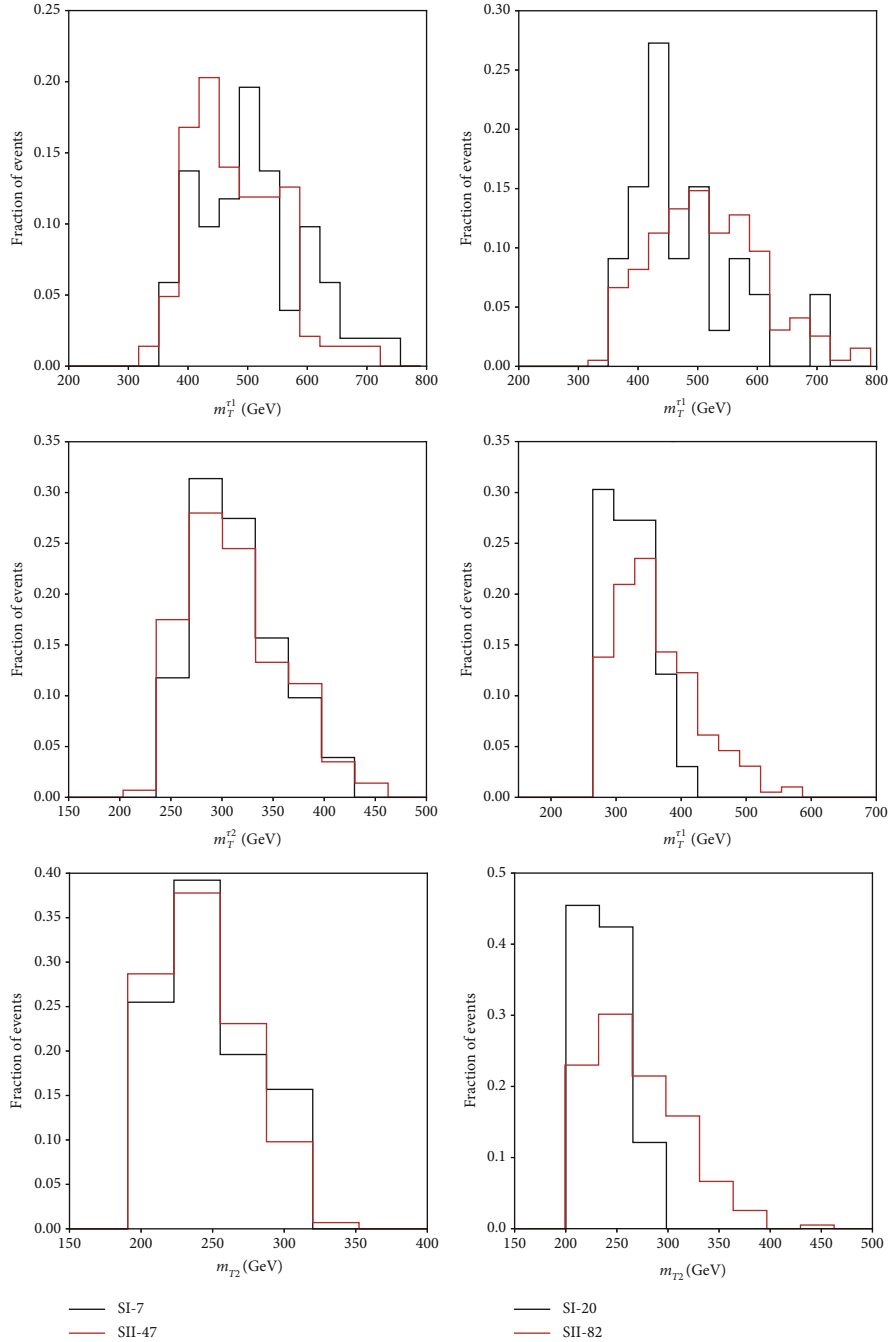 0.25
0.20
0.15
0.10
0.05
0.00
Fraction of events
200 300 400 500 600 700 800
m_T^{τ1} (GeV)
0.30
0.25
0.20
0.15
0.10
0.05
0.00
Fraction of events
200 300 400 500 600 700 800
m_T^{τ1} (GeV)
0.35
0.30
0.25
0.20
0.15
0.10
0.05
0.00
Fraction of events
150 200 250 300 350 400 450 500
m_T^{τ2} (GeV)
0.35
0.30
0.25
0.20
0.15
0.10
0.05
0.00
Fraction of events
200 300 400 500 600 700
m_T^{τ1} (GeV)
0.40
0.35
0.30
0.25
0.20
0.15
0.10
0.05
0.00
Fraction of events
150 200 250 300 350 400
m_{T2} (GeV)
0.5
0.4
0.3
0.2
0.1
0.0
Fraction of events
150 200 250 300 350 400 450 500
m_{T2} (GeV)
SI-7
SII-47
SI-20
SII-82